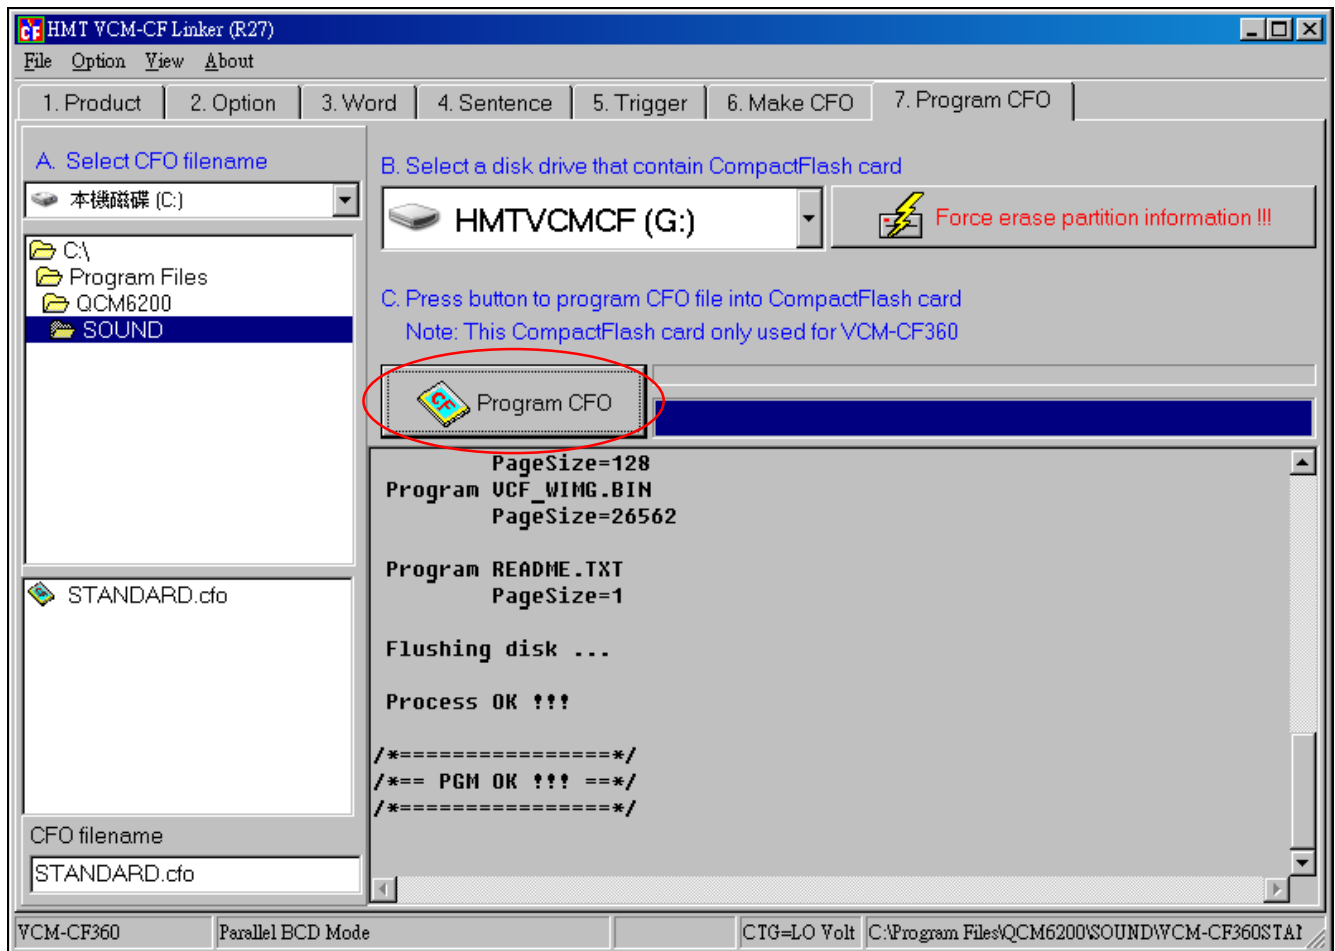 HMT VCM-CF Linker (R27)
File Option View About
1. Product 2. Option 3. Word 4. Sentence 5. Trigger 6. Make CFO 7. Program CFO
A. Select CFO filename
本機磁碟 (C:)
C:\
Program Files
QCM6200
SOUND
STANDARD.cfo
CFO filename
STANDARD.cfo
B. Select a disk drive that contain CompactFlash card
HMTVCMCF (G:)
Force erase partition information !!!
C. Press button to program CFO file into CompactFlash card
Note: This CompactFlash card only used for VCM-CF360
CF Program CFO
PageSize=128
Program VCF_WIMG.BIN
PageSize=26562
Program README.TXT
PageSize=1
Flushing disk ...
Process OK !!!
/*================*/
/*== PGM OK !!! ==*/
/*================*/
VCM-CF360 Parallel BCD Mode CTG=LO Volt C:\Program Files\QCM6200\SOUND\VCM-CF360STAN